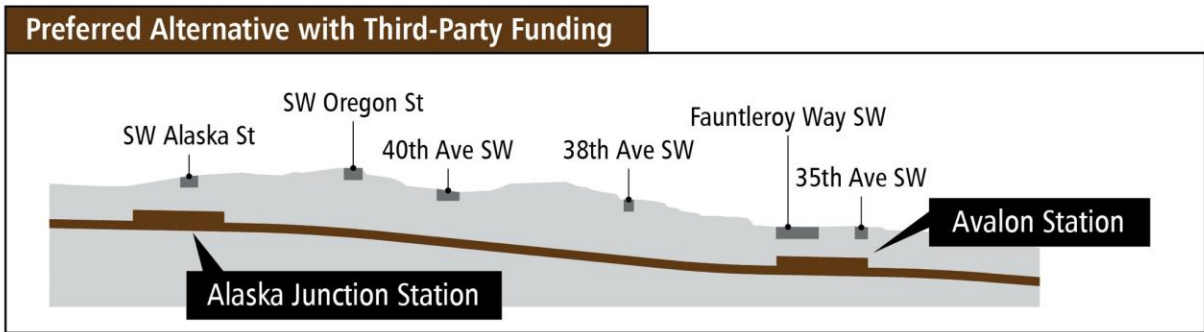 Preferred Alternative with Third-Party Funding
SW Alaska St
SW Oregon St
40th Ave SW
38th Ave SW
Fauntleroy Way SW
35th Ave SW
Avalon Station
Alaska Junction Station